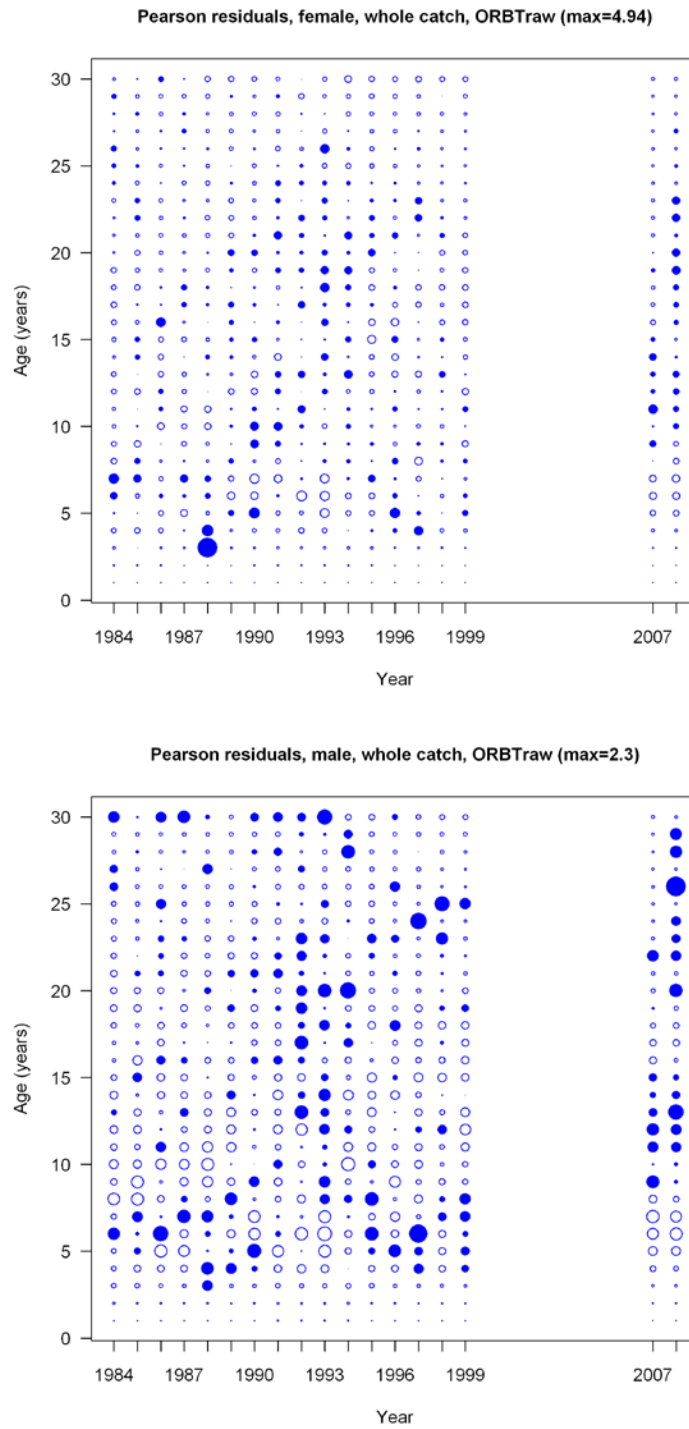 Pearson residuals, female, whole catch, ORBTraw (max=4.94)
30
25
20
15
10
5
0
Age (years)
1984 1987 1990 1993 1996 1999 2007
Year
Pearson residuals, male, whole catch, ORBTraw (max=2.3)
30
25
20
15
10
5
0
Age (years)
1984 1987 1990 1993 1996 1999 2007
Year